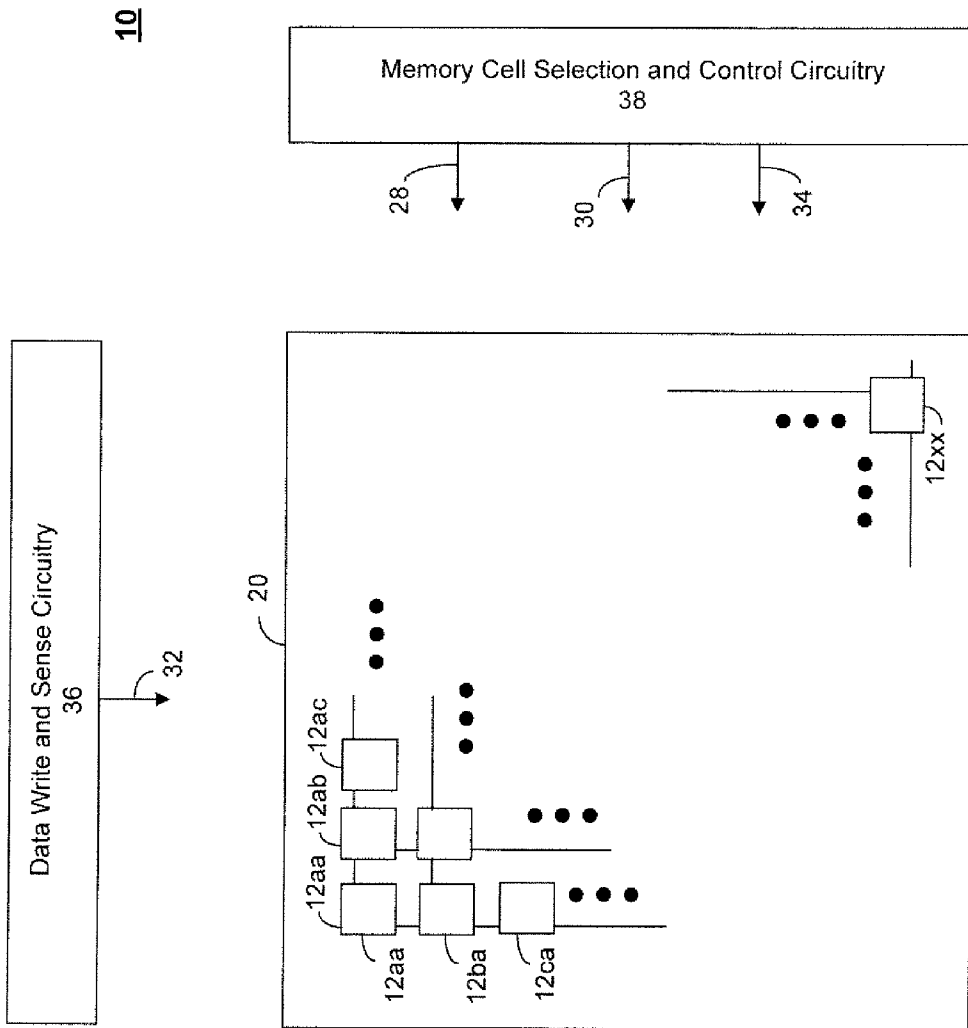 10
Data Write and Sense Circuitry
36
32
Memory Cell Selection and Control Circuitry
38
28
30
34
20
12aa
12ab
12ac
12aa
12ba
12ca
12xx